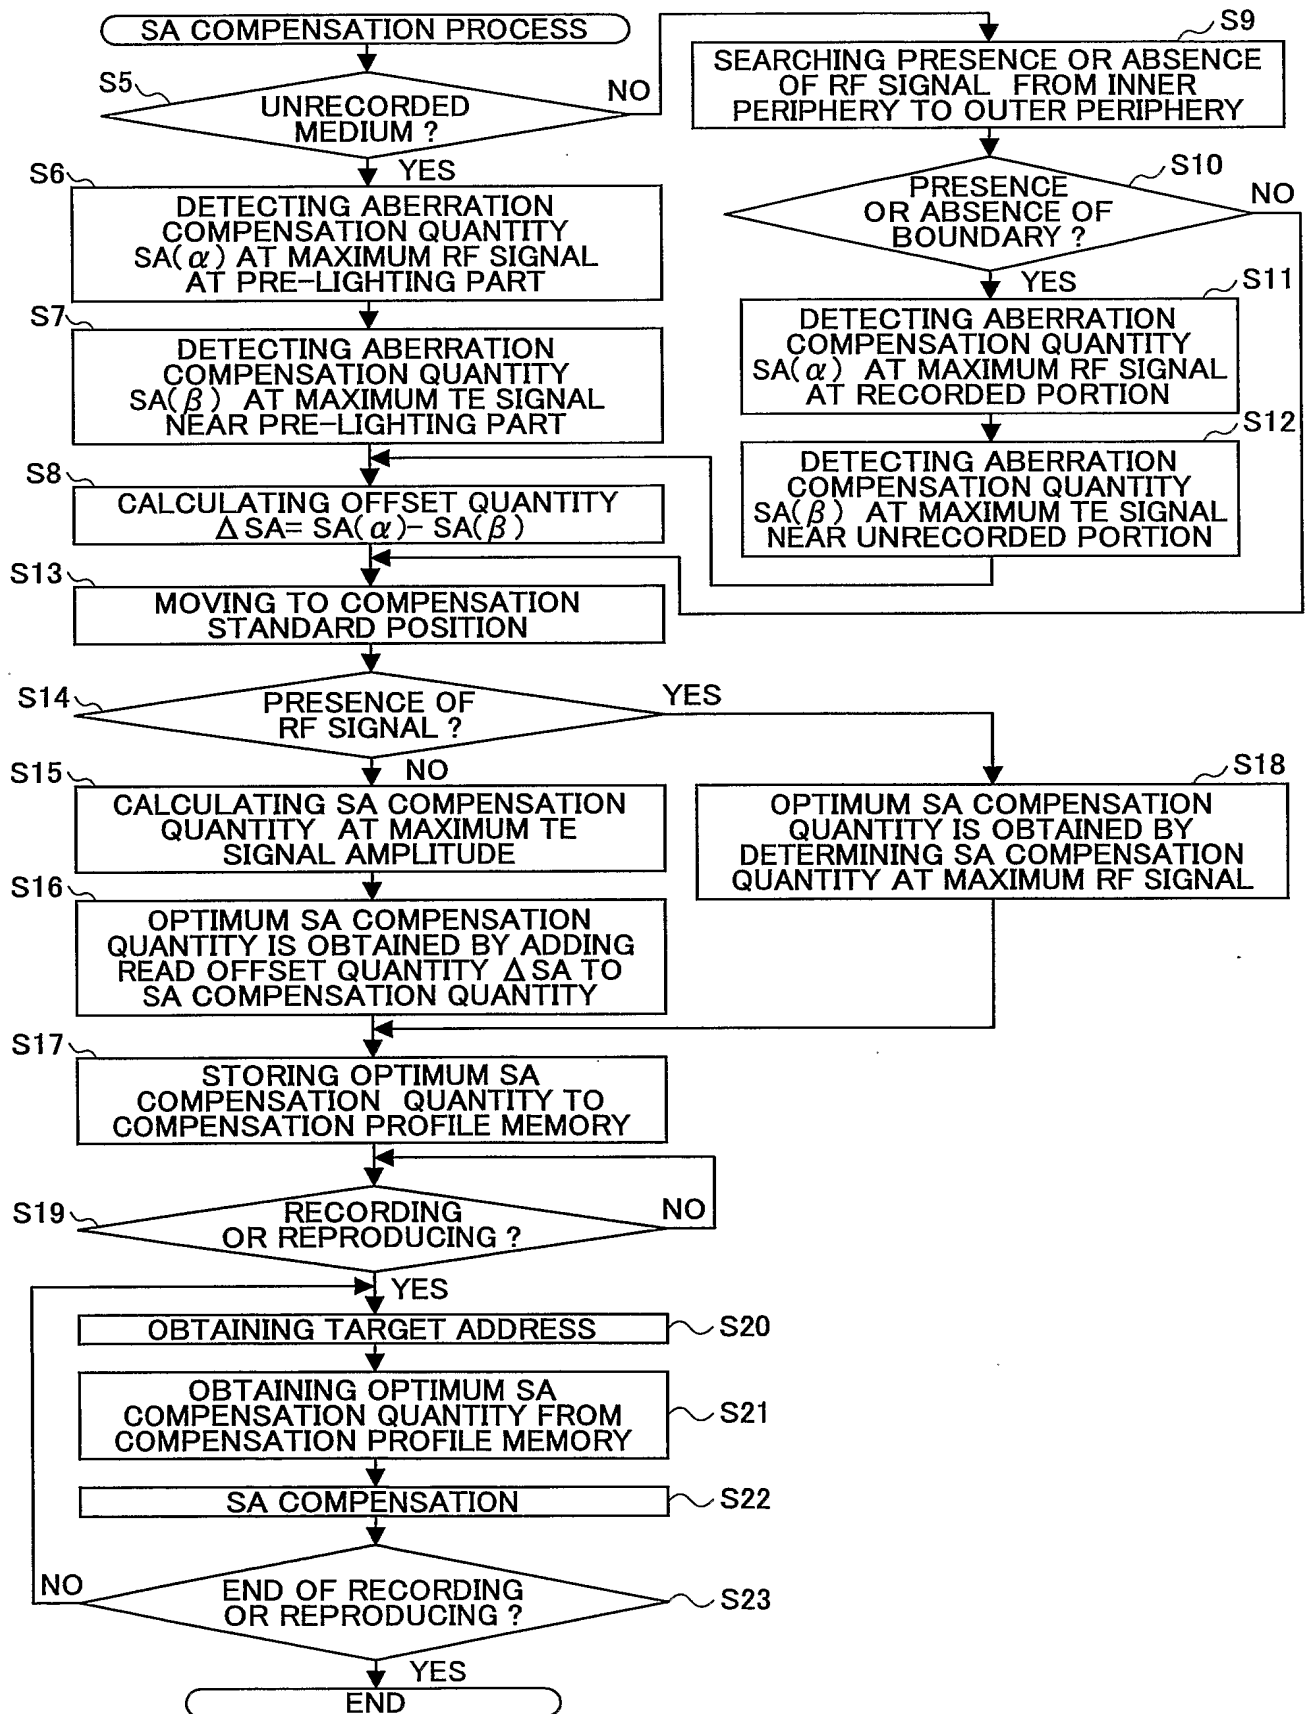 SA COMPENSATION PROCESS
S5
UNRECORDED
MEDIUM ?
NO
YES
S6
DETECTING ABERRATION
COMPENSATION QUANTITY
SA(α) AT MAXIMUM RF SIGNAL
AT PRE-LIGHTING PART
S7
DETECTING ABERRATION
COMPENSATION QUANTITY
SA(β) AT MAXIMUM TE SIGNAL
NEAR PRE-LIGHTING PART
S8
CALCULATING OFFSET QUANTITY
Δ SA= SA(α)- SA(β)
S9
SEARCHING PRESENCE OR ABSENCE
OF RF SIGNAL FROM INNER
PERIPHERY TO OUTER PERIPHERY
S10
PRESENCE
OR ABSENCE OF
BOUNDARY ?
NO
YES
S11
DETECTING ABERRATION
COMPENSATION QUANTITY
SA(α) AT MAXIMUM RF SIGNAL
AT RECORDED PORTION
S12
DETECTING ABERRATION
COMPENSATION QUANTITY
SA(β) AT MAXIMUM TE SIGNAL
NEAR UNRECORDED PORTION
S13
MOVING TO COMPENSATION
STANDARD POSITION
S14
PRESENCE OF
RF SIGNAL ?
YES
NO
S15
CALCULATING SA COMPENSATION
QUANTITY AT MAXIMUM TE
SIGNAL AMPLITUDE
S16
OPTIMUM SA COMPENSATION
QUANTITY IS OBTAINED BY ADDING
READ OFFSET QUANTITY Δ SA TO
SA COMPENSATION QUANTITY
S18
OPTIMUM SA COMPENSATION
QUANTITY IS OBTAINED BY
DETERMINING SA COMPENSATION
QUANTITY AT MAXIMUM RF SIGNAL
S17
STORING OPTIMUM SA
COMPENSATION QUANTITY TO
COMPENSATION PROFILE MEMORY
S19
RECORDING
OR REPRODUCING ?
NO
YES
OBTAINING TARGET ADDRESS
S20
OBTAINING OPTIMUM SA
COMPENSATION QUANTITY FROM
COMPENSATION PROFILE MEMORY
S21
SA COMPENSATION
S22
END OF RECORDING
OR REPRODUCING ?
S23
NO
YES
END